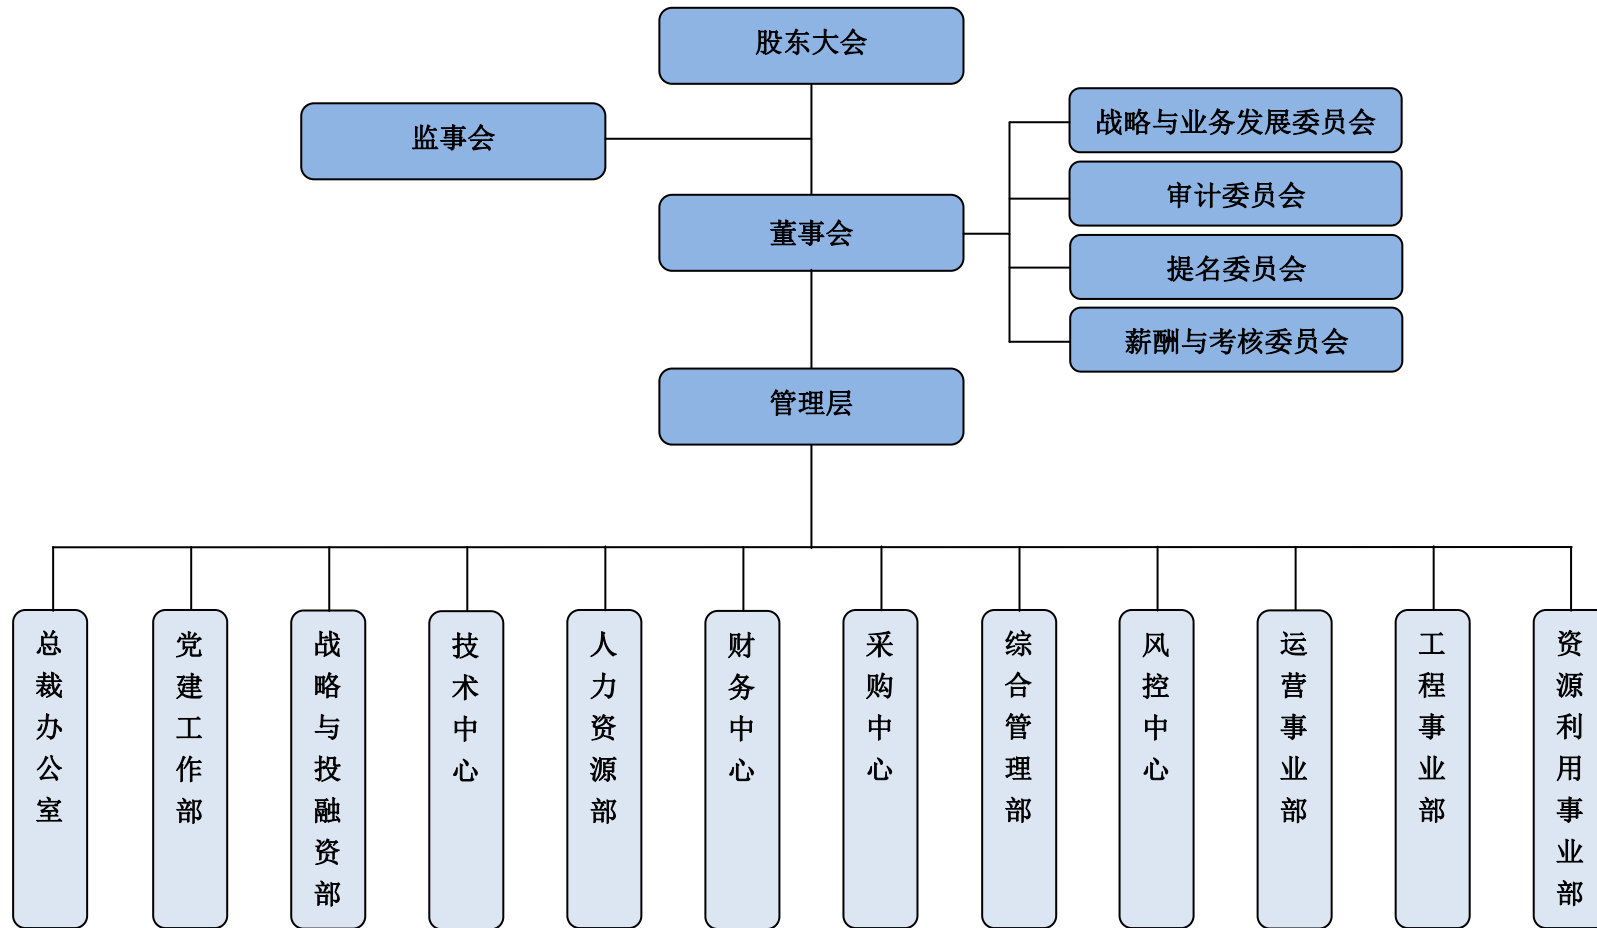 股东大会
监事会
战略与业务发展委员会
审计委员会
董事会
提名委员会
薪酬与考核委员会
管理层
总裁办公室
党建工作部
战略与投融资部
技术中心
人力资源部
财务中心
采购中心
综合管理部
风控中心
运营事业部
工程事业部
资源利用事业部